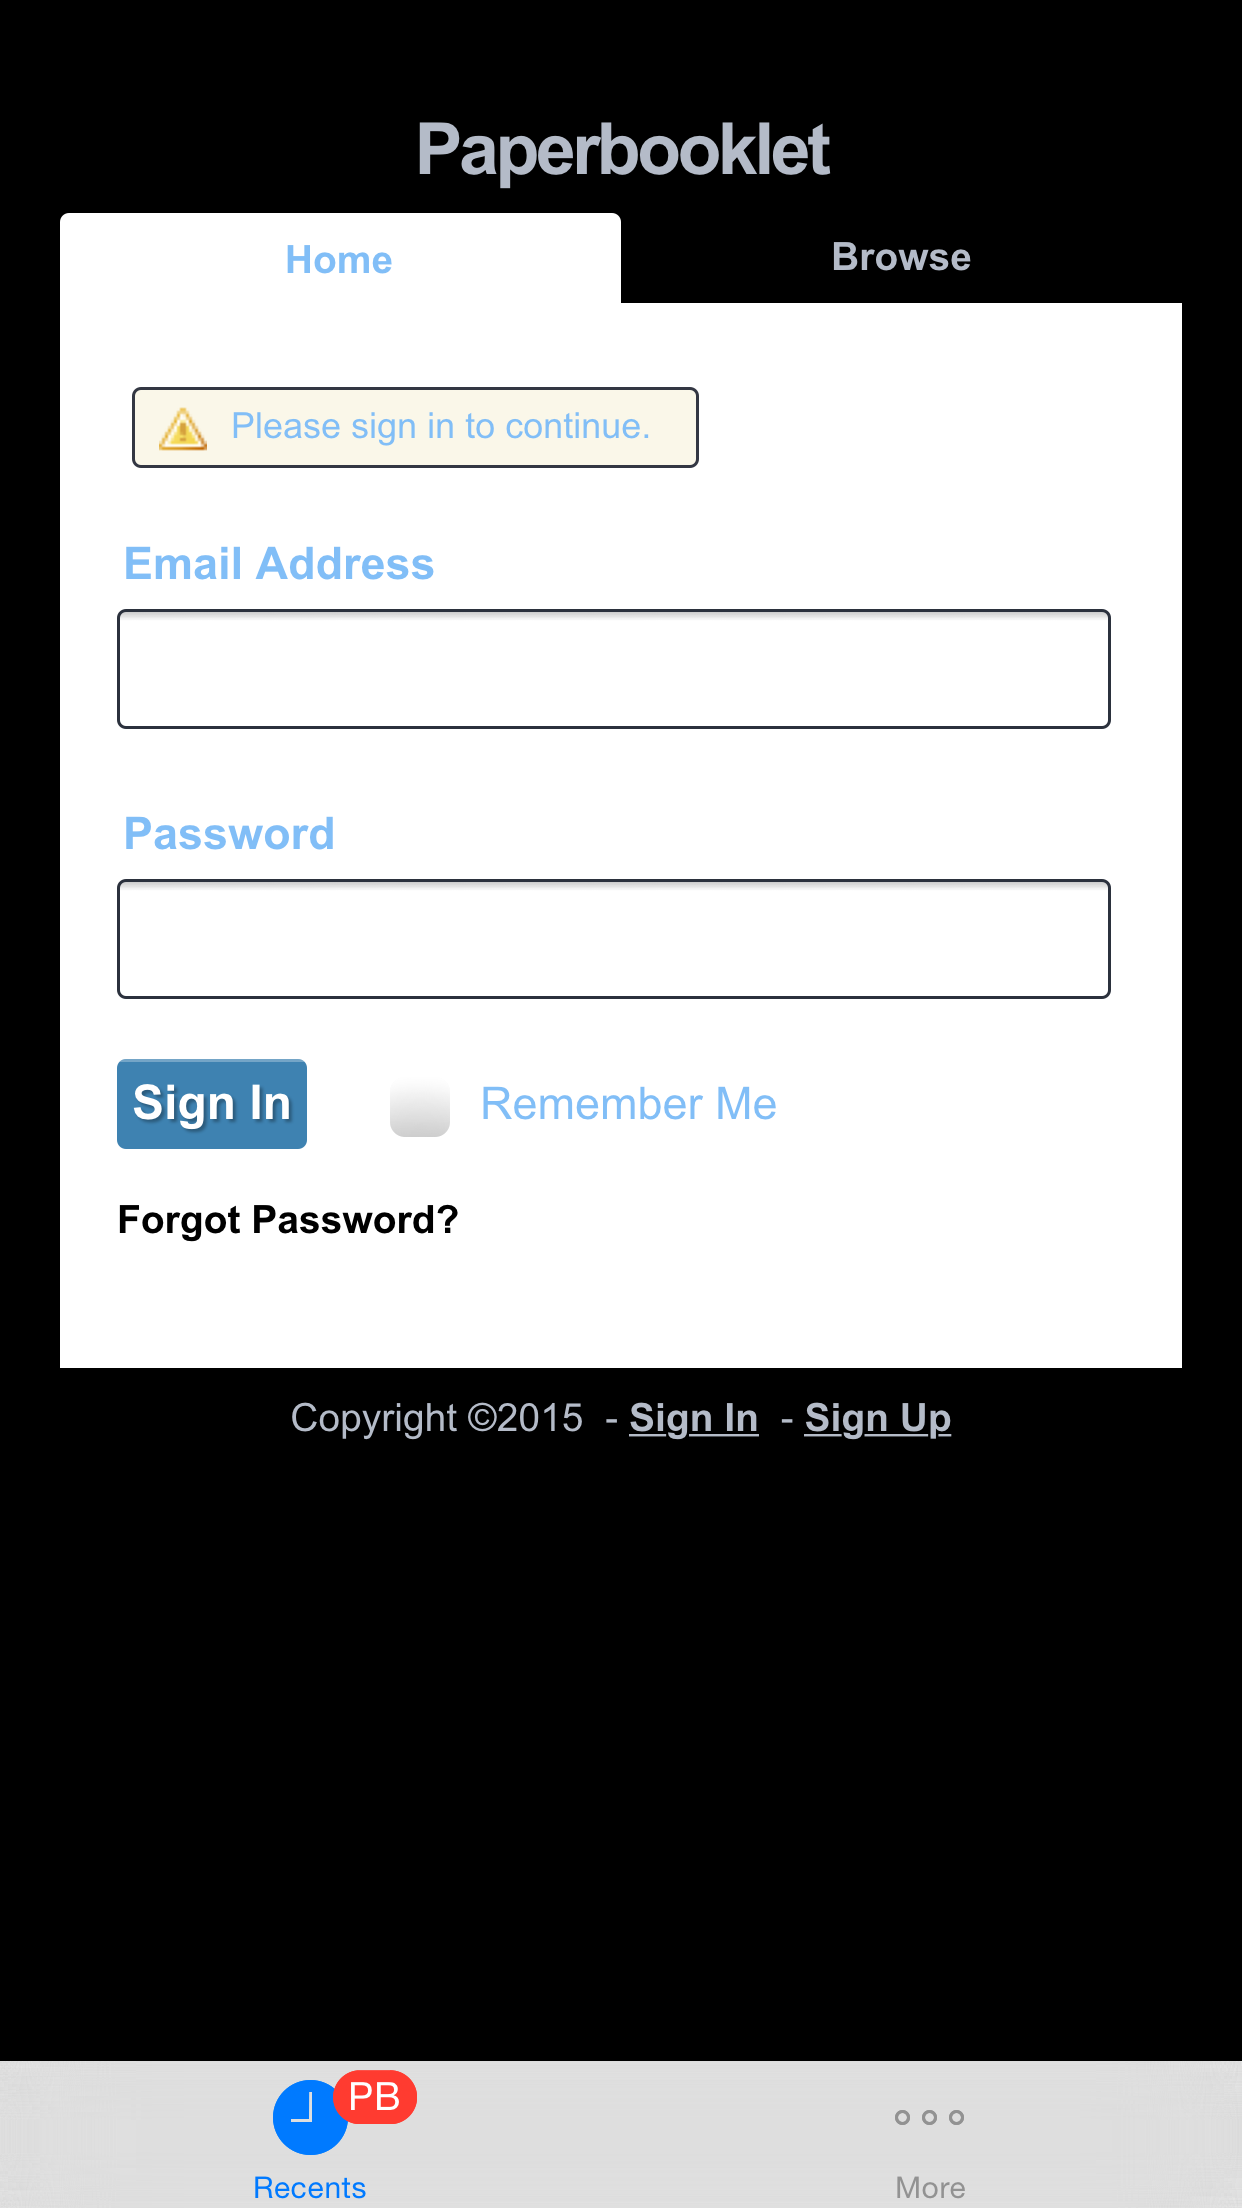 Paperbooklet
Home
Browse
Please sign in to continue.
Email Address
Password
Sign In
Remember Me
Forgot Password?
Copyright ©2015 - Sign In - Sign Up
PB
Recents
More